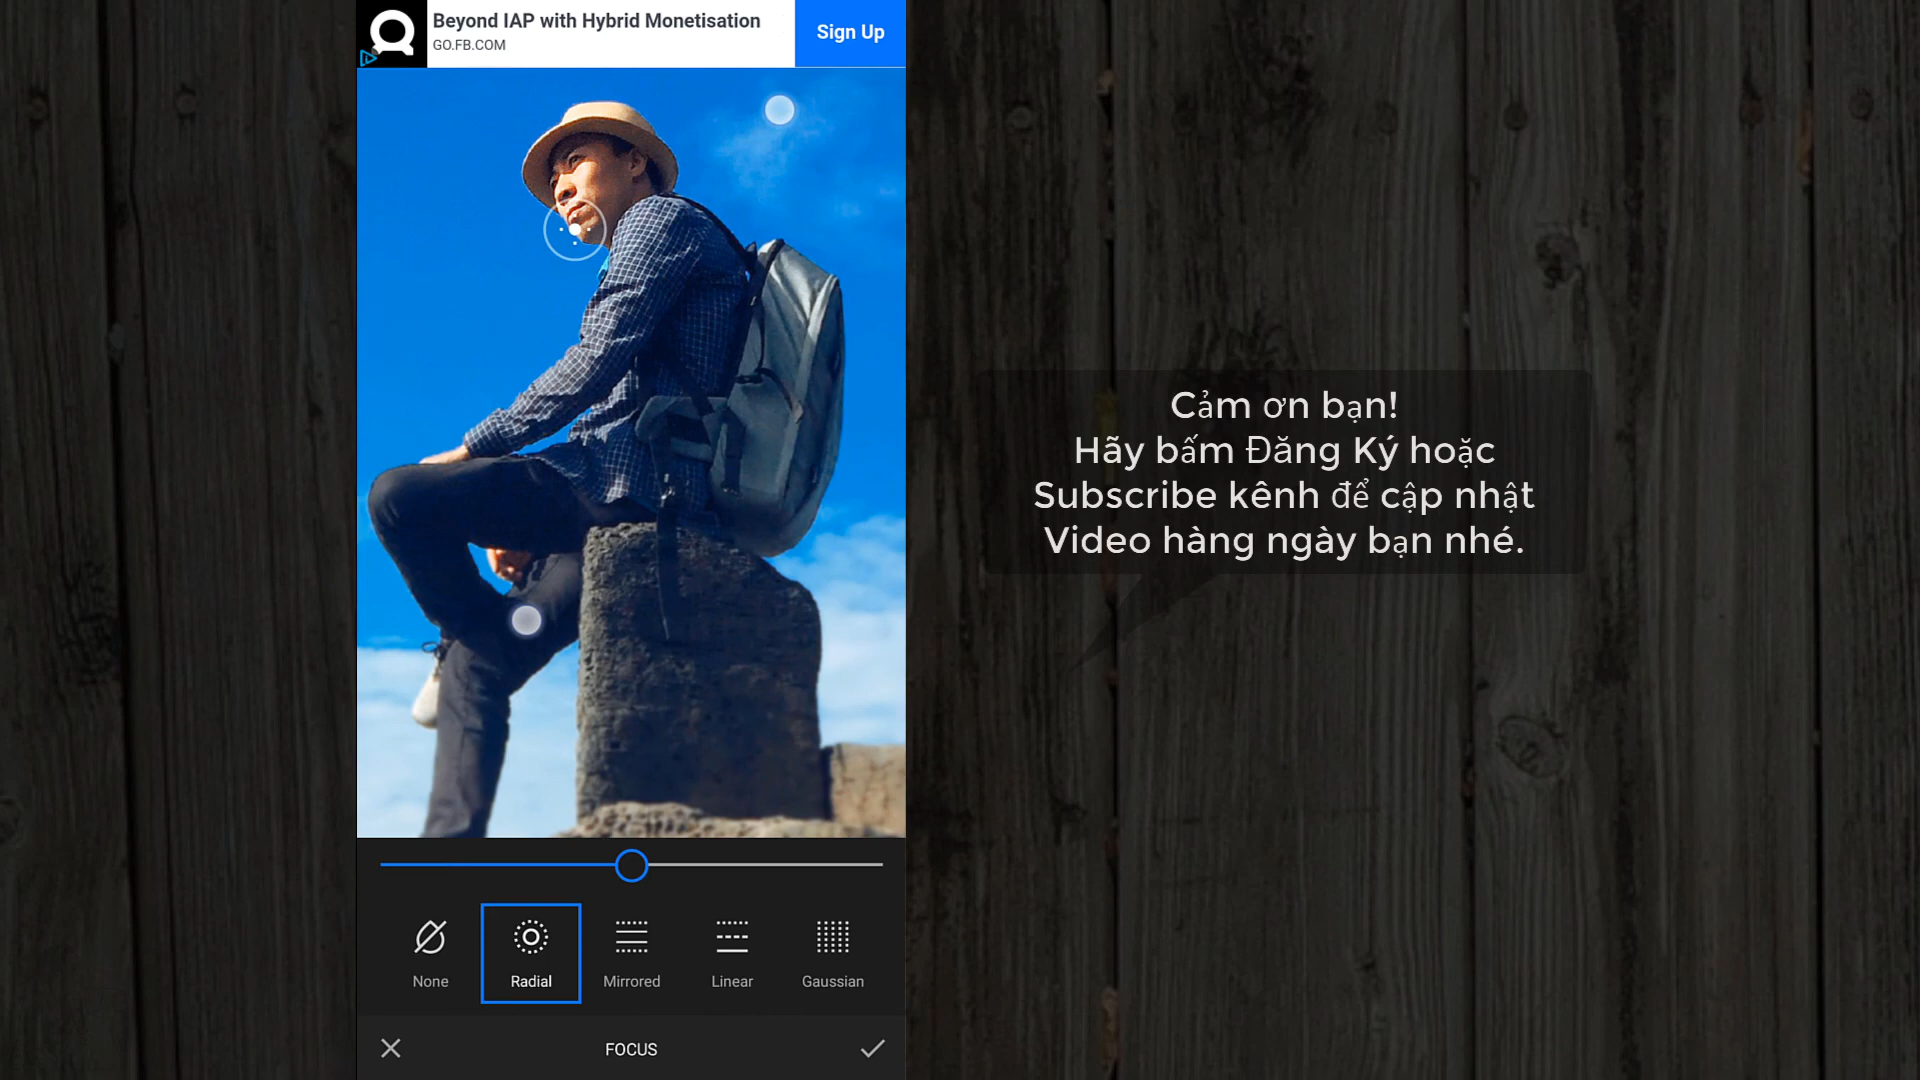 Beyond IAP with Hybrid Monetisation
GO.FB.COM
Sign Up
Cảm ơn bạn!
Hãy bấm Đăng Ký hoặc
Subscribe kênh để cập nhật
Video hàng ngày bạn nhé.
None
Radial
Mirrored
Linear
Gaussian
FOCUS